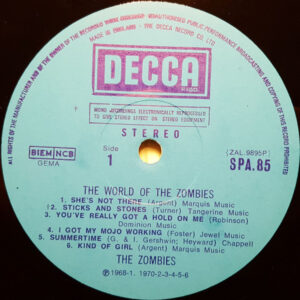 ALL RIGHTS OF THE MANUFACTURER AND OF THE OWNER OF THE RECORDED WORK RESERVED UNAUTHORISED PUBLIC PERFORMANCE BROADCASTING AND COPYING OF THIS RECORD PROHIBITED
MADE IN ENGLAND · THE DECCA RECORD CO LTD
DECCA
MONO RECORDINGS ELECTRONICALLY REPROCESSED
TO GIVE STEREO EFFECT ON STEREO EQUIPMENT
STEREO
Side
1
(ZAL.9895P)
SPA.85
BIEM NCB
GEMA
THE WORLD OF THE ZOMBIES
1. SHE'S NOT THERE (Argent) Marquis Music
2. STICKS AND STONES (Turner) Tangerine Music
3. YOU'VE REALLY GOT A HOLD ON ME (Robinson)
Dominion Music
4. I GOT MY MOJO WORKING (Foster) Jewel Music
5. SUMMERTIME (G. & I. Gershwin; Heyward) Chappell
6. KIND OF GIRL (Argent) Marquis Music
THE ZOMBIES
℗1968-1. 1970-2-3-4-5-6